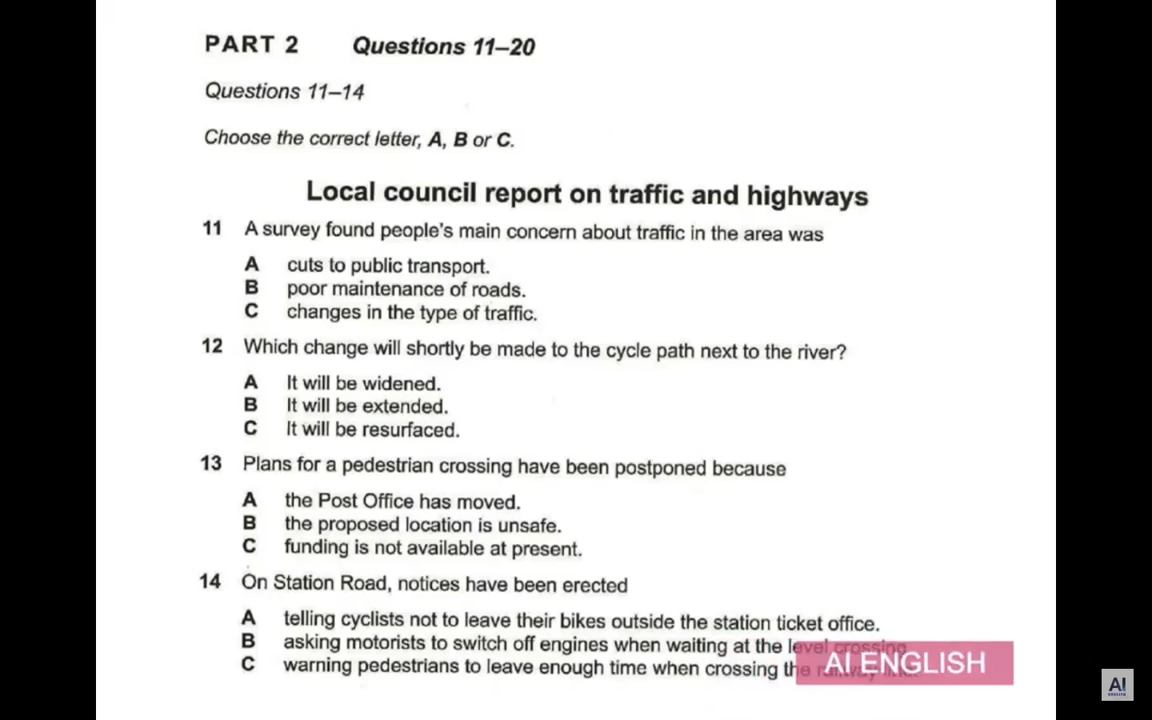 PART 2 Questions 11–20
Questions 11–14
Choose the correct letter, A, B or C.
Local council report on traffic and highways
11 A survey found people's main concern about traffic in the area was
A cuts to public transport.
B poor maintenance of roads.
C changes in the type of traffic.
12 Which change will shortly be made to the cycle path next to the river?
A It will be widened.
B It will be extended.
C It will be resurfaced.
13 Plans for a pedestrian crossing have been postponed because
A the Post Office has moved.
B the proposed location is unsafe.
C funding is not available at present.
14 On Station Road, notices have been erected
A telling cyclists not to leave their bikes outside the station ticket office.
B asking motorists to switch off engines when waiting at the level crossing
C warning pedestrians to leave enough time when crossing the
AI ENGLISH
AI